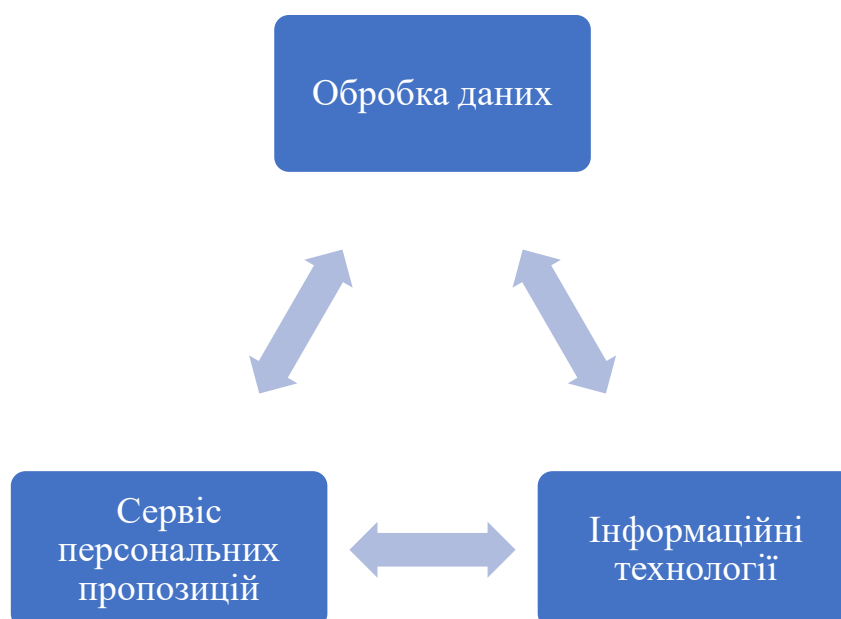 Обробка даних
Сервіс
персональних
пропозицій
Інформаційні
технології